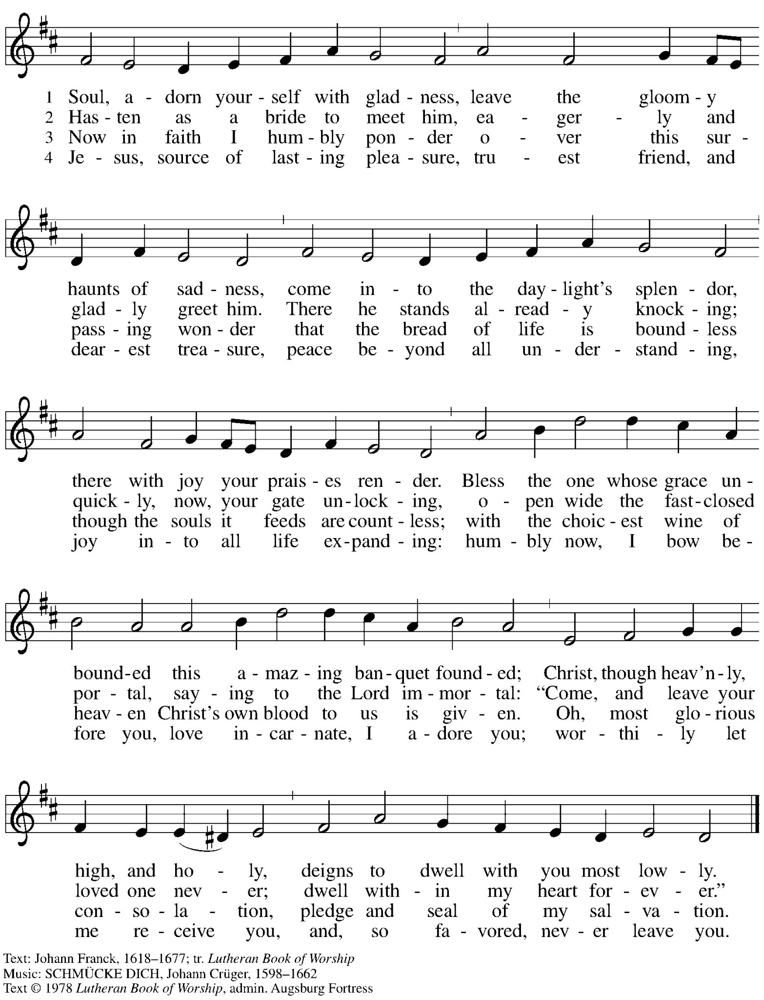 1 Soul, a - dorn your - self with glad - ness, leave the gloom - y
2 Has - ten as a bride to meet him, ea - ger - ly and
3 Now in faith I hum - bly pon - der o - ver this sur -
4 Je - sus, source of last - ing plea - sure, tru - est friend, and
haunts of sad - ness, come in - to the day - light's splen - dor,
glad - ly greet him. There he stands al - read - y knock - ing;
pass - ing won - der that the bread of life is bound - less
dear - est trea - sure, peace be - yond all un - der - stand - ing,
there with joy your prais - es ren - der. Bless the one whose grace un -
quick - ly, now, your gate un - lock - ing, o - pen wide the fast - closed
though the souls it feeds are count - less; with the choic - est wine of
joy in - to all life ex - pand - ing: hum - bly now, I bow be -
bound - ed this a - maz - ing ban - quet found - ed; Christ, though heav'n - ly,
por - tal, say - ing to the Lord im - mor - tal: “Come, and leave your
heav - en Christ's own blood to us is giv - en. Oh, most glo - rious
fore you, love in - car - nate, I a - dore you; wor - thi - ly let
high, and ho - ly, deigns to dwell with you most low - ly.
loved one nev - er; dwell with - in my heart for - ev - er.”
con - so - la - tion, pledge and seal of my sal - va - tion.
me re - ceive you, and, so fa - vored, nev - er leave you.
Text: Johann Franck, 1618–1677; tr. Lutheran Book of Worship
Music: SCHMÜCKE DICH, Johann Crüger, 1598–1662
Text © 1978 Lutheran Book of Worship, admin. Augsburg Fortress